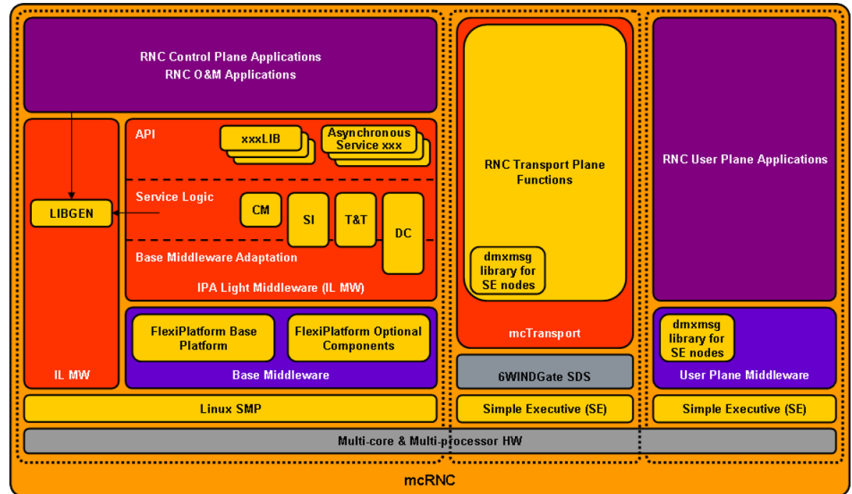 RNC Control Plane Applications
RNC O&M Applications
API
xxxLIB
Asynchronous
Service xxx
Service Logic
LIBGEN
CM
SI
T&T
DC
Base Middleware Adaptation
IPA Light Middleware (IL MW)
FlexiPlatform Base
Platform
FlexiPlatform Optional
Components
IL MW
Base Middleware
Linux SMP
RNC Transport Plane
Functions
dmxmsg
library for
SE nodes
mcTransport
6WINDGate SDS
Simple Executive (SE)
RNC User Plane Applications
dmxmsg
library for
SE nodes
User Plane Middleware
Simple Executive (SE)
Multi-core & Multi-processor HW
mcRNC